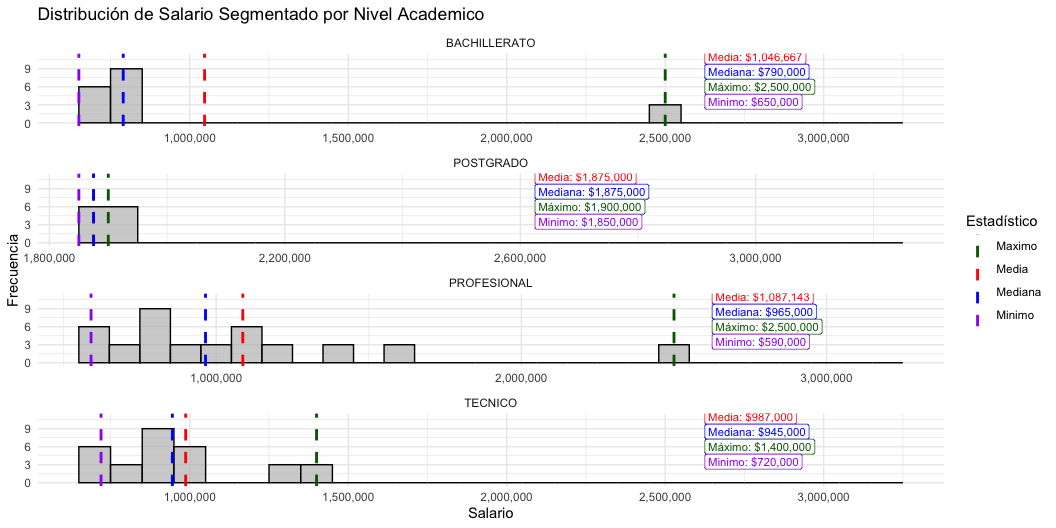 Distribución de Salario Segmentado por Nivel Academico
BACHILLERATO
Media: $1,046,667
Mediana: $790,000
Máximo: $2,500,000
Minimo: $650,000
9
6
3
0
1,000,000
1,500,000
2,000,000
2,500,000
3,000,000
POSTGRADO
Media: $1,875,000
Mediana: $1,875,000
Máximo: $1,900,000
Minimo: $1,850,000
9
6
3
0
1,800,000
2,200,000
2,600,000
3,000,000
Frecuencia
PROFESIONAL
Media: $1,087,143
Mediana: $965,000
Máximo: $2,500,000
Minimo: $590,000
9
6
3
0
1,000,000
2,000,000
3,000,000
TECNICO
Media: $987,000
Mediana: $945,000
Máximo: $1,400,000
Minimo: $720,000
9
6
3
0
1,000,000
1,500,000
2,000,000
2,500,000
3,000,000
Salario
Estadístico
Maximo
Media
Mediana
Minimo